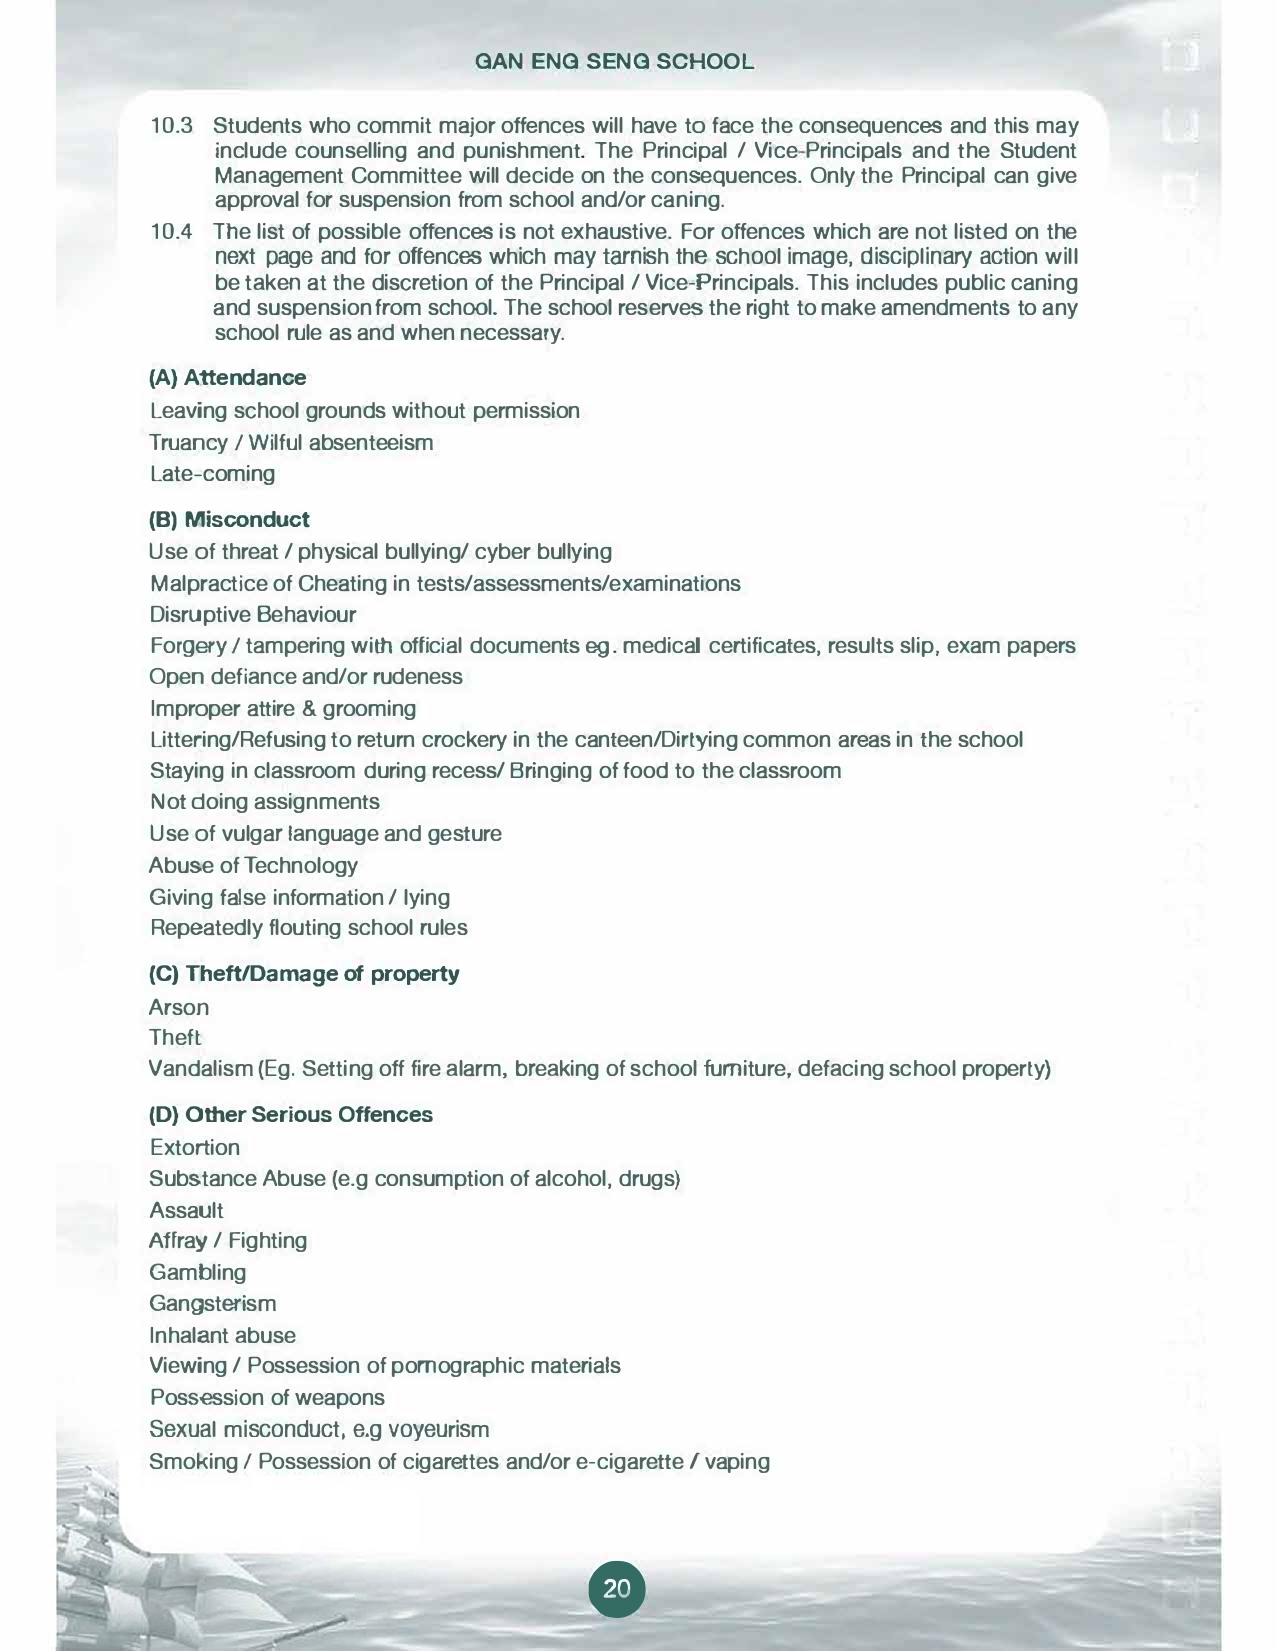 GAN ENG SENG SCHOOL
10.3 Students who commit major offences will have to face the consequences and this may
include counselling and punishment. The Principal / Vice-Principals and the Student
Management Committee will decide on the consequences. Only the Principal can give
approval for suspension from school and/or caning.
10.4 The list of possible offences is not exhaustive. For offences which are not listed on the
next page and for offences which may tarnish the school image, disciplinary action will
be taken at the discretion of the Principal / Vice-Principals. This includes public caning
and suspension from school. The school reserves the right to make amendments to any
school rule as and when necessary.
(A) Attendance
Leaving school grounds without permission
Truancy / Wilful absenteeism
Late-coming
(B) Misconduct
Use of threat / physical bullying/ cyber bullying
Malpractice of Cheating in tests/assessments/examinations
Disruptive Behaviour
Forgery / tampering with official documents eg. medical certificates, results slip, exam papers
Open defiance and/or rudeness
Improper attire & grooming
Littering/Refusing to return crockery in the canteen/Dirtying common areas in the school
Staying in classroom during recess/ Bringing of food to the classroom
Not doing assignments
Use of vulgar language and gesture
Abuse of Technology
Giving false information / lying
Repeatedly flouting school rules
(C) Theft/Damage of property
Arson
Theft
Vandalism (Eg. Setting off fire alarm, breaking of school furniture, defacing school property)
(D) Other Serious Offences
Extortion
Substance Abuse (e.g consumption of alcohol, drugs)
Assault
Affray / Fighting
Gambling
Gangsterism
Inhalant abuse
Viewing / Possession of pornographic materials
Possession of weapons
Sexual misconduct, e.g voyeurism
Smoking / Possession of cigarettes and/or e-cigarette / vaping
20